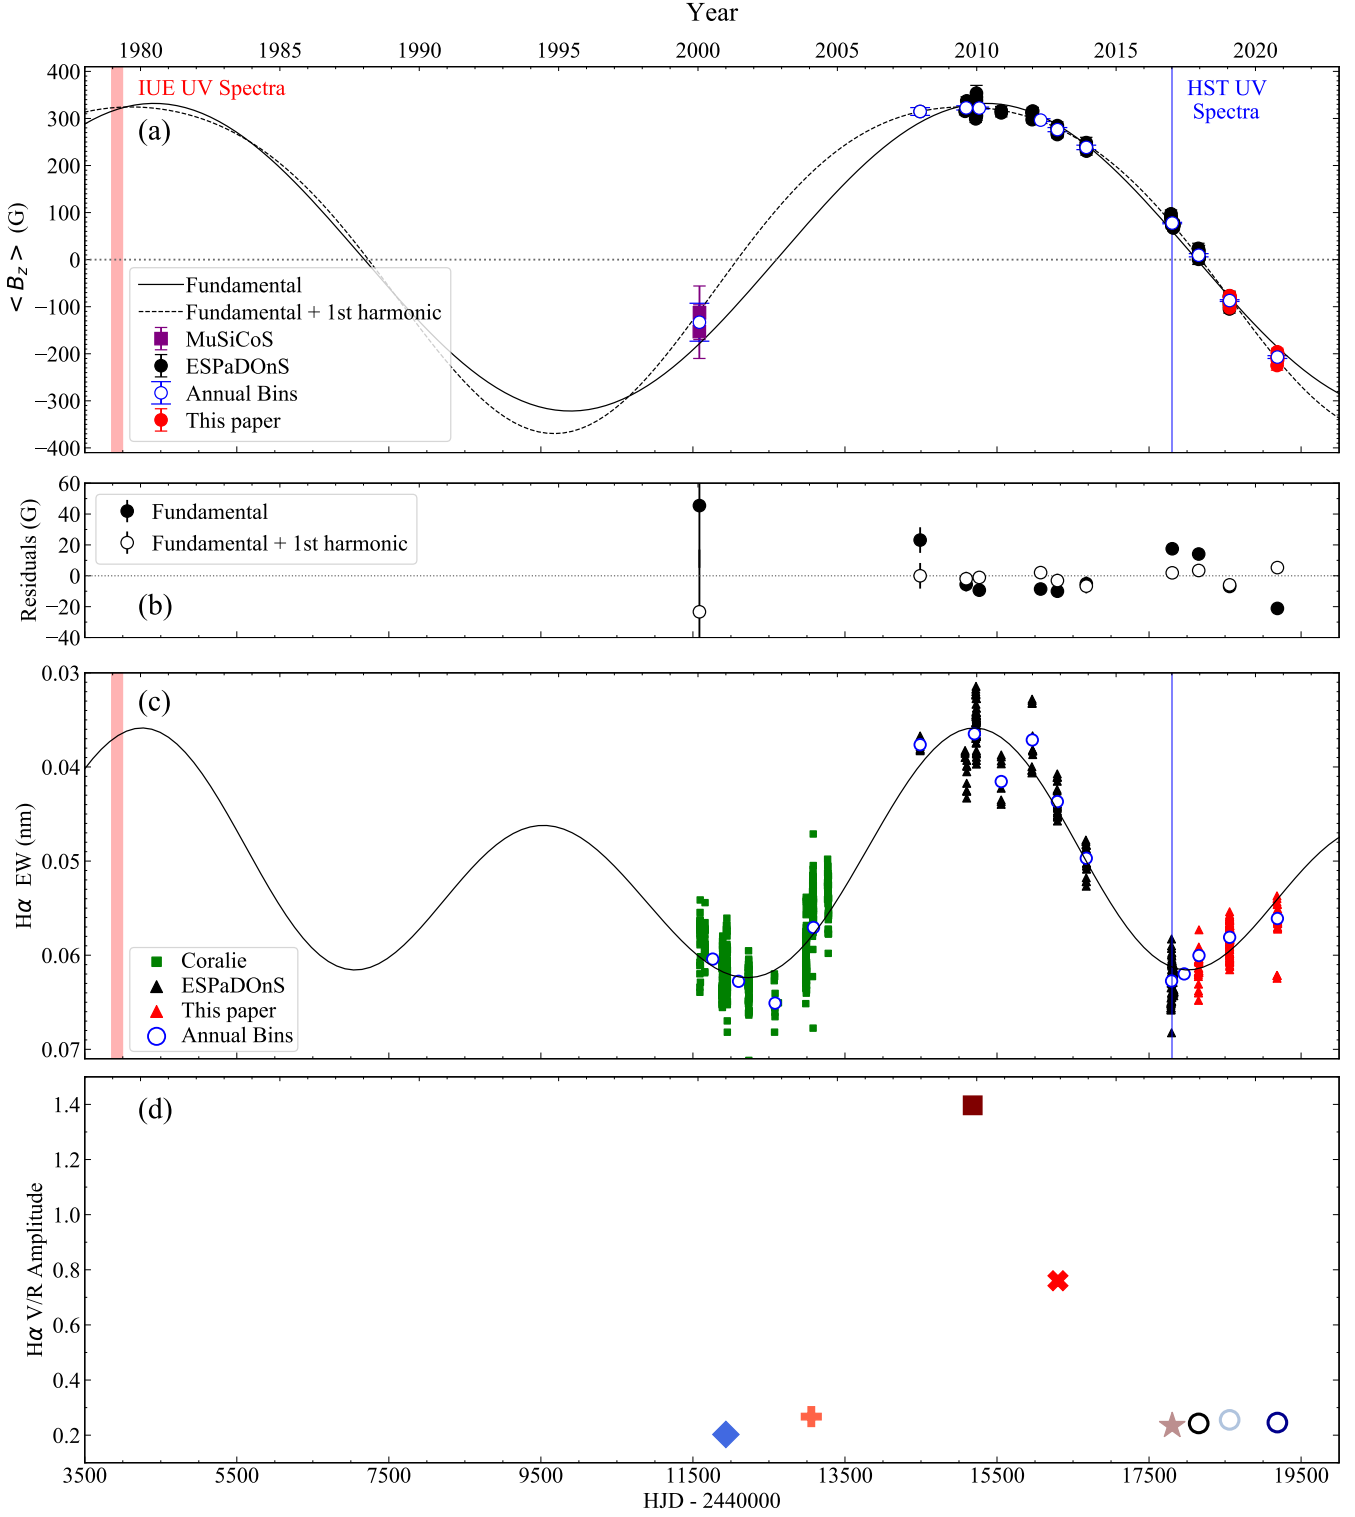 Year
1980 1985 1990 1995 2000 2005 2010 2015 2020
IUE UV Spectra
HST UV
Spectra
(a)
400
300
200
100
0
−100
−200
−300
−400
< B_z > (G)
Fundamental
Fundamental + 1st harmonic
MuSiCoS
ESPaDOnS
Annual Bins
This paper
60
40
20
0
−20
−40
Residuals (G)
Fundamental
Fundamental + 1st harmonic
(b)
0.03
0.04
0.05
0.06
0.07
Hα EW (nm)
(c)
Coralie
ESPaDOnS
This paper
Annual Bins
(d)
1.4
1.2
1.0
0.8
0.6
0.4
0.2
Hα V/R Amplitude
3500 5500 7500 9500 11500 13500 15500 17500 19500
HJD - 2440000